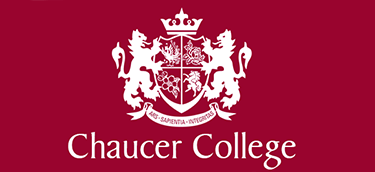 ARS • SAPIENTIA • INTEGRITAS
Chaucer College